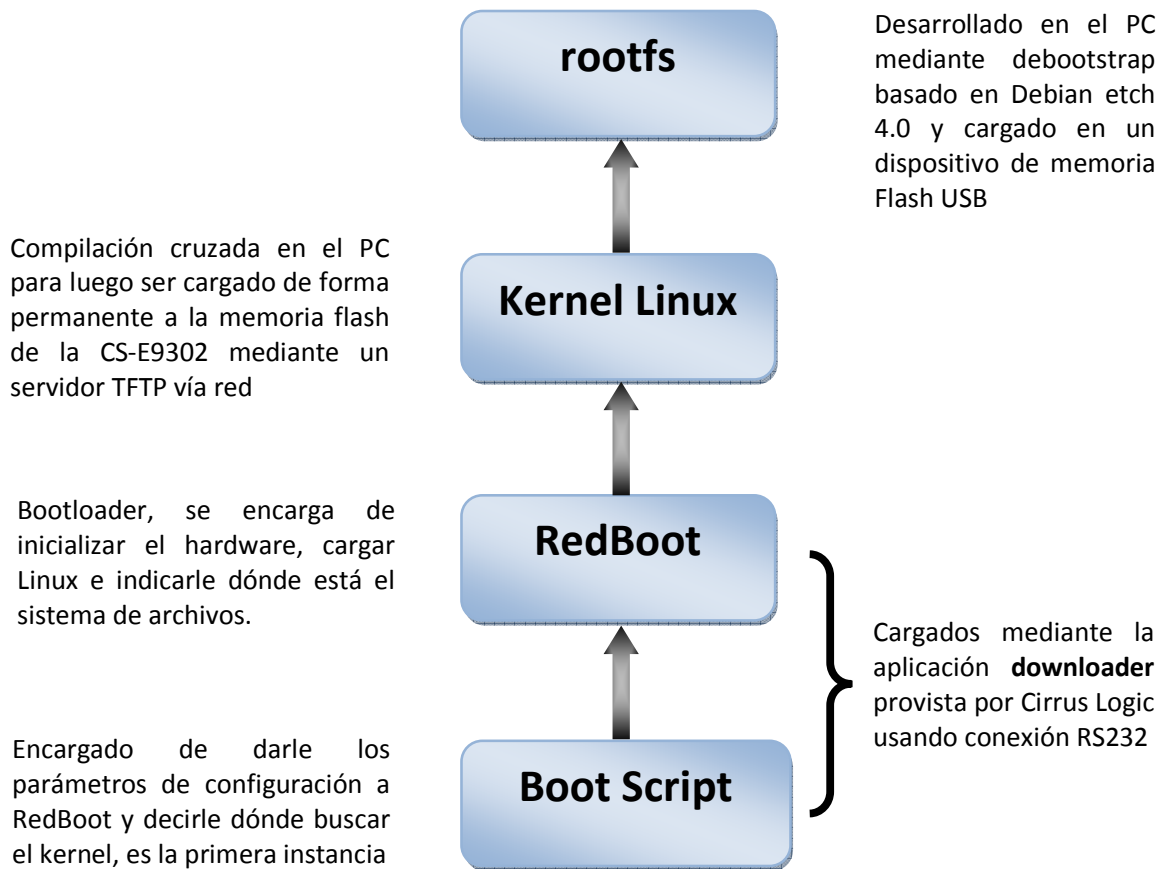 rootfs
Desarrollado en el PC
mediante debootstrap
basado en Debian etch
4.0 y cargado en un
dispositivo de memoria
Flash USB
Compilación cruzada en el PC
para luego ser cargado de forma
permanente a la memoria flash
de la CS-E9302 mediante un
servidor TFTP vía red
Kernel Linux
Bootloader, se encarga de
inicializar el hardware, cargar
Linux e indicarle dónde está el
sistema de archivos.
RedBoot
Cargados mediante la
aplicación downloader
provista por Cirrus Logic
usando conexión RS232
Encargado de darle los
parámetros de configuración a
RedBoot y decirle dónde buscar
el kernel, es la primera instancia
Boot Script